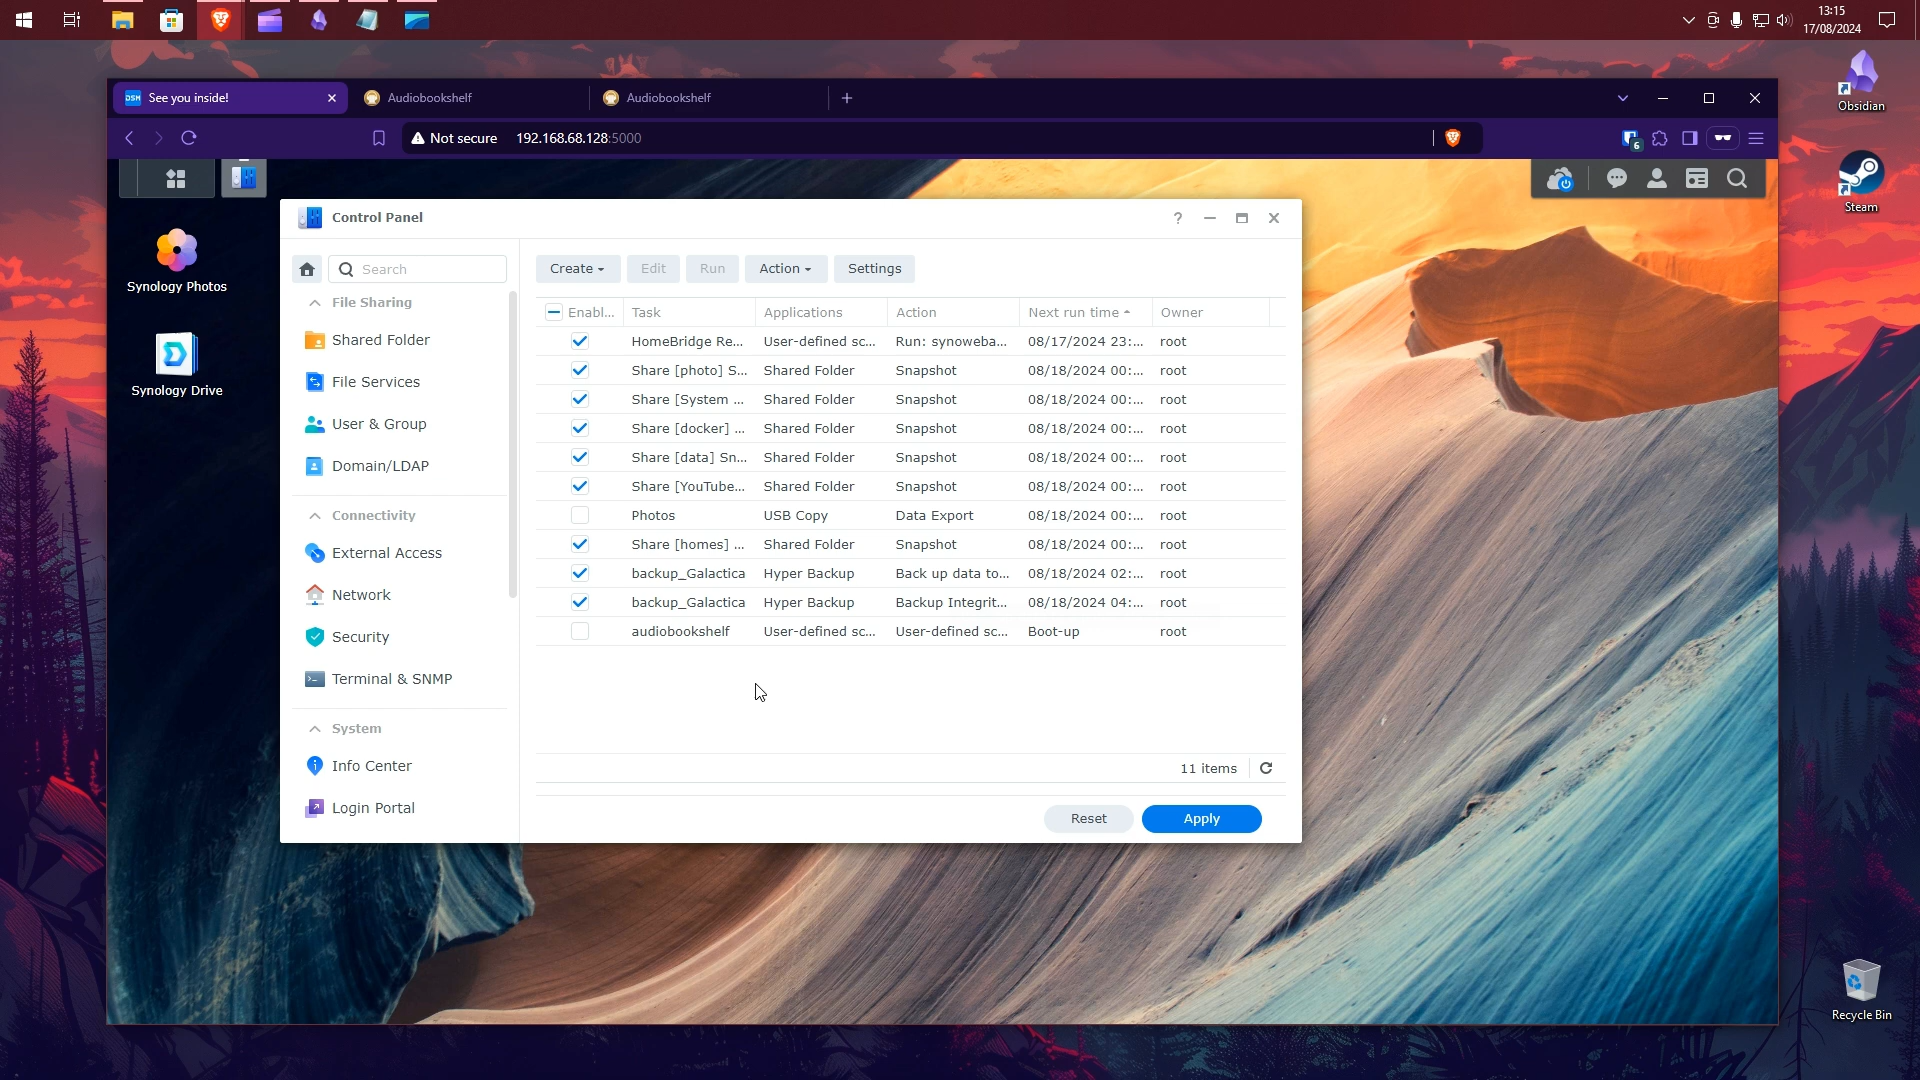 13:15
17/08/2024
See you inside!
Audiobookshelf
Audiobookshelf
Not secure 192.168.68.128:5000
6
Obsidian
Steam
Recycle Bin
Synology Photos
Synology Drive
Control Panel
Search
File Sharing
Shared Folder
File Services
User & Group
Domain/LDAP
Connectivity
External Access
Network
Security
Terminal & SNMP
System
Info Center
Login Portal
Create Edit Run Action Settings
Enabl... Task Applications Action Next run time Owner
HomeBridge Re... User-defined sc... Run: synoweba... 08/17/2024 23:... root
Share [photo] S... Shared Folder Snapshot 08/18/2024 00:... root
Share [System ... Shared Folder Snapshot 08/18/2024 00:... root
Share [docker] ... Shared Folder Snapshot 08/18/2024 00:... root
Share [data] Sn... Shared Folder Snapshot 08/18/2024 00:... root
Share [YouTube... Shared Folder Snapshot 08/18/2024 00:... root
Photos USB Copy Data Export 08/18/2024 00:... root
Share [homes] ... Shared Folder Snapshot 08/18/2024 00:... root
backup_Galactica Hyper Backup Back up data to... 08/18/2024 02:... root
backup_Galactica Hyper Backup Backup Integrit... 08/18/2024 04:... root
audiobookshelf User-defined sc... User-defined sc... Boot-up root
11 items
Reset Apply